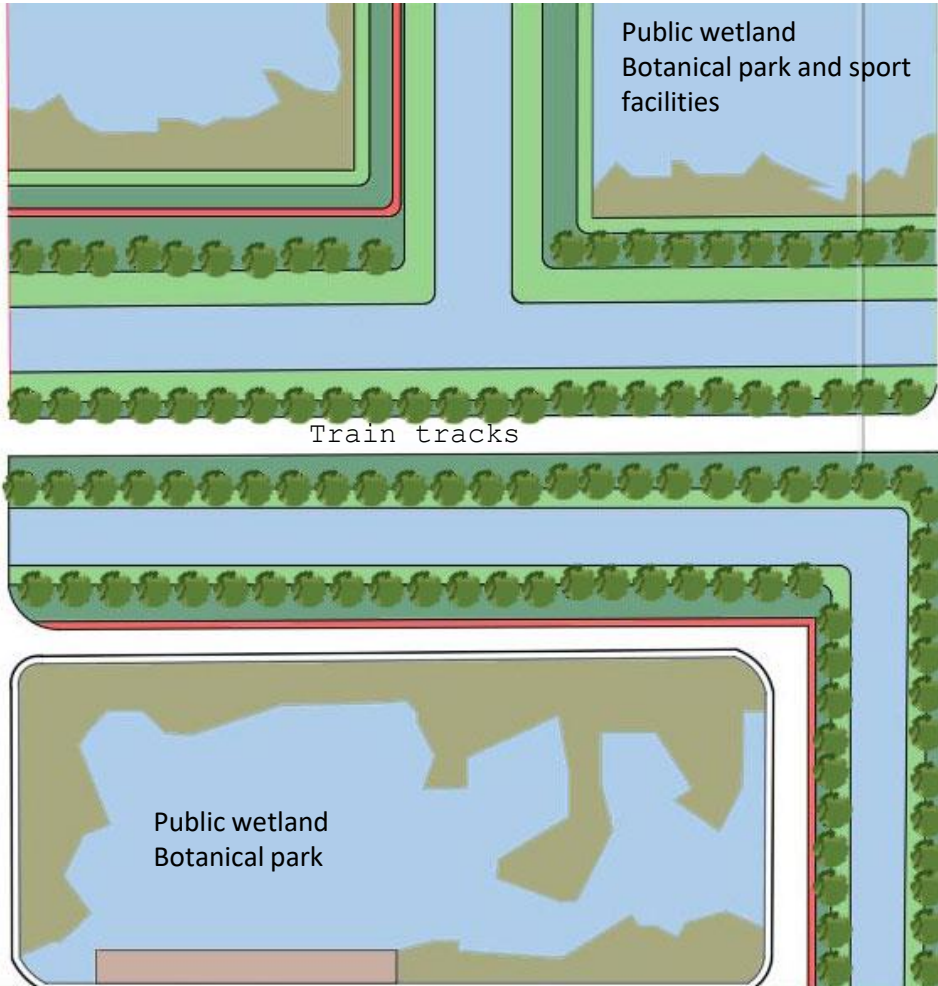 Public wetland
Botanical park and sport
facilities
Train tracks
Public wetland
Botanical park